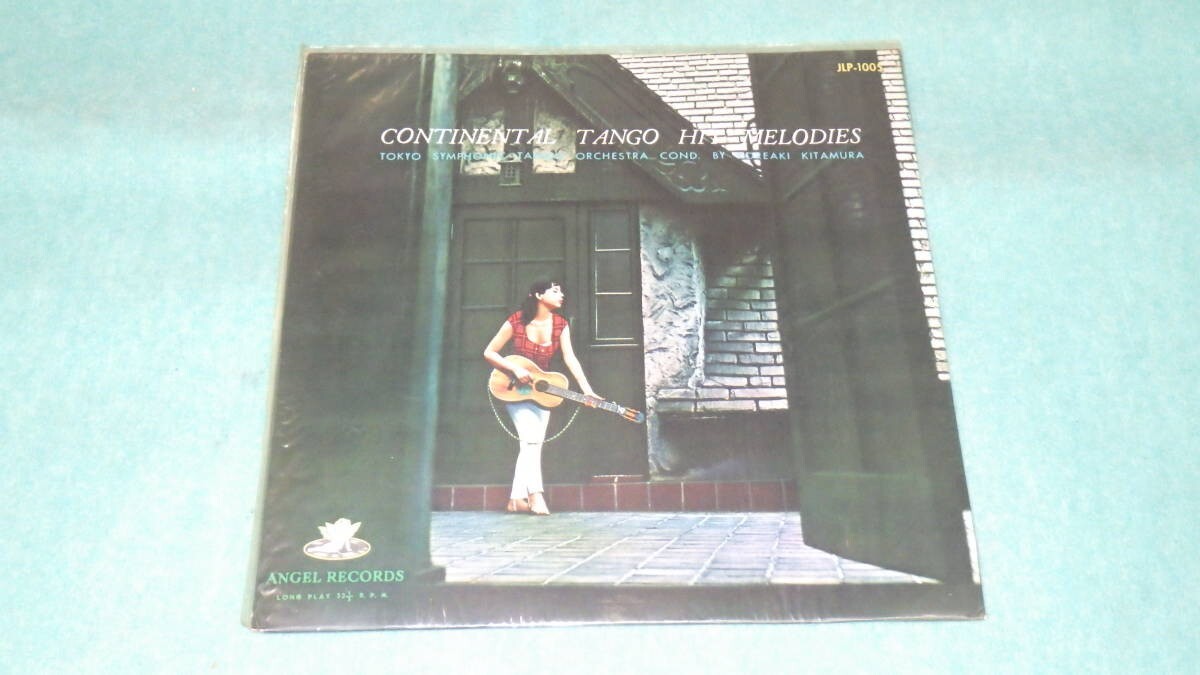 JLP-1005
CONTINENTAL TANGO HIT MELODIES
TOKYO SYMPHONIC TANGO ORCHESTRA COND. BY KITAMURA
ANGEL RECORDS
LONG PLAY 33⅓ R.P.M.